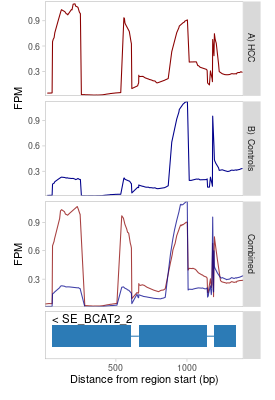 0.9
0.6
0.3
A) HCC
FPM
0.9
0.6
0.3
B): Controls
0.9
0.6
0.3
Combined
FPM
< SE_BCAT2_2
500
1000
Distance from region start (bp)